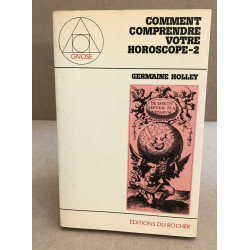 COMMENT
COMPRENDRE
VOTRE
HOROSCOPE-2
GNOSE
GERMAINE HOLLEY
EDITIONS DU ROCHER